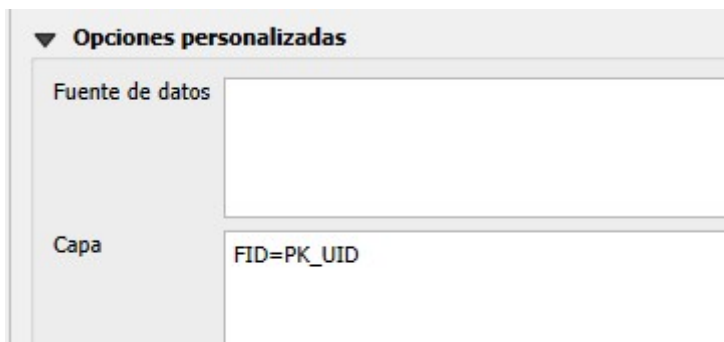 Opciones personalizadas
Fuente de datos
Capa
FID=PK_UID